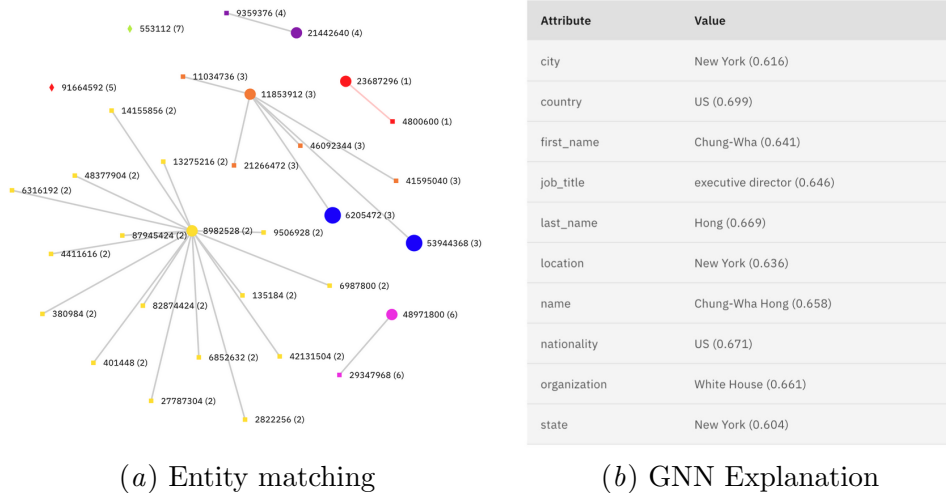 9359376 (4)
553112 (7)
21442640 (4)
11034736 (3)
23687296 (1)
91664592 (5)
11853912 (3)
14155856 (2)
4800600 (1)
46092344 (3)
13275216 (2)
21266472 (3)
48377904 (2)
41595040 (3)
6316192 (2)
6205472 (3)
87945424 (2)
8982528 (2)
9506928 (2)
53944368 (3)
4411616 (2)
6987800 (2)
135184 (2)
82874424 (2)
380984 (2)
48971800 (6)
6852632 (2)
42131504 (2)
401448 (2)
29347968 (6)
27787304 (2)
2822256 (2)
(a) Entity matching
Attribute Value
city New York (0.616)
country US (0.699)
first_name Chung-Wha (0.641)
job_title executive director (0.646)
last_name Hong (0.669)
location New York (0.636)
name Chung-Wha Hong (0.658)
nationality US (0.671)
organization White House (0.661)
state New York (0.604)
(b) GNN Explanation